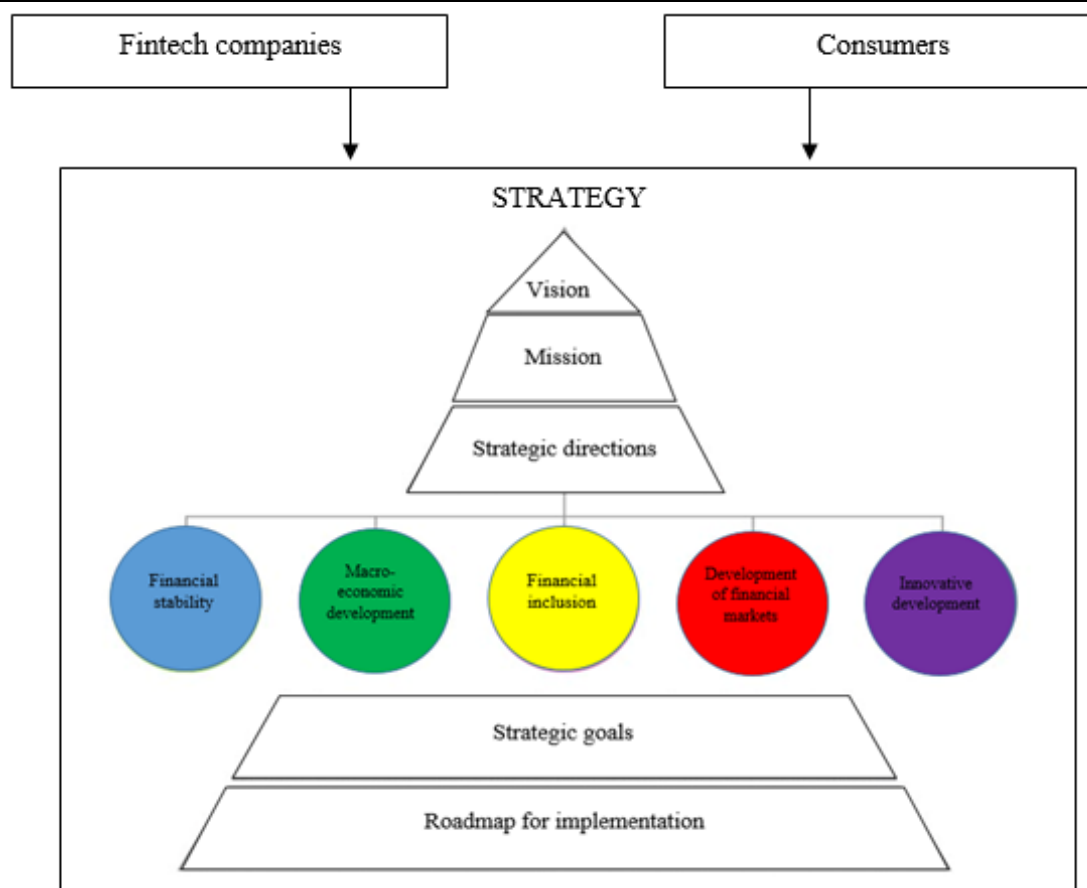 Fintech companies
Consumers
STRATEGY
Vision
Mission
Strategic directions
Financial
stability
Macro-
economic
development
Financial
inclusion
Development
of financial
markets
Innovative
development
Strategic goals
Roadmap for implementation